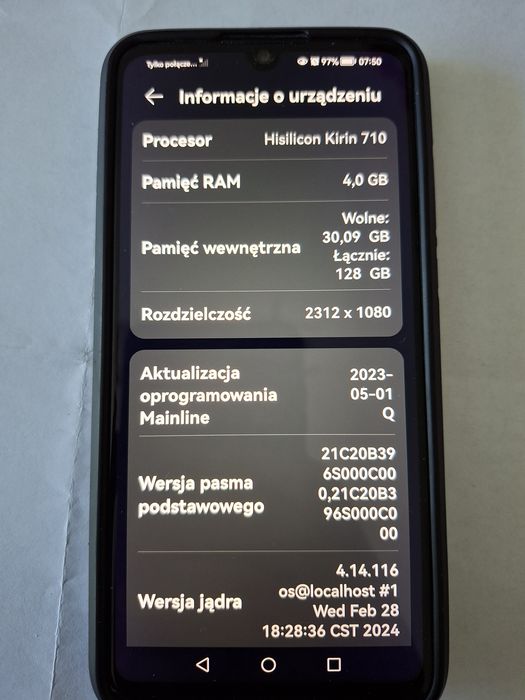 Tylko połącze... 97% 07:50
Informacje o urządzeniu
Procesor Hisilicon Kirin 710
Pamięć RAM 4,0 GB
Pamięć wewnętrzna Wolne:
30,09 GB
Łącznie:
128 GB
Rozdzielczość 2312 x 1080
Aktualizacja
oprogramowania
Mainline
2023-
05-01
Q
Wersja pasma
podstawowego
21C20B39
6S000C00
0,21C20B3
96S000C0
00
Wersja jądra
4.14.116
os@localhost #1
Wed Feb 28
18:28:36 CST 2024